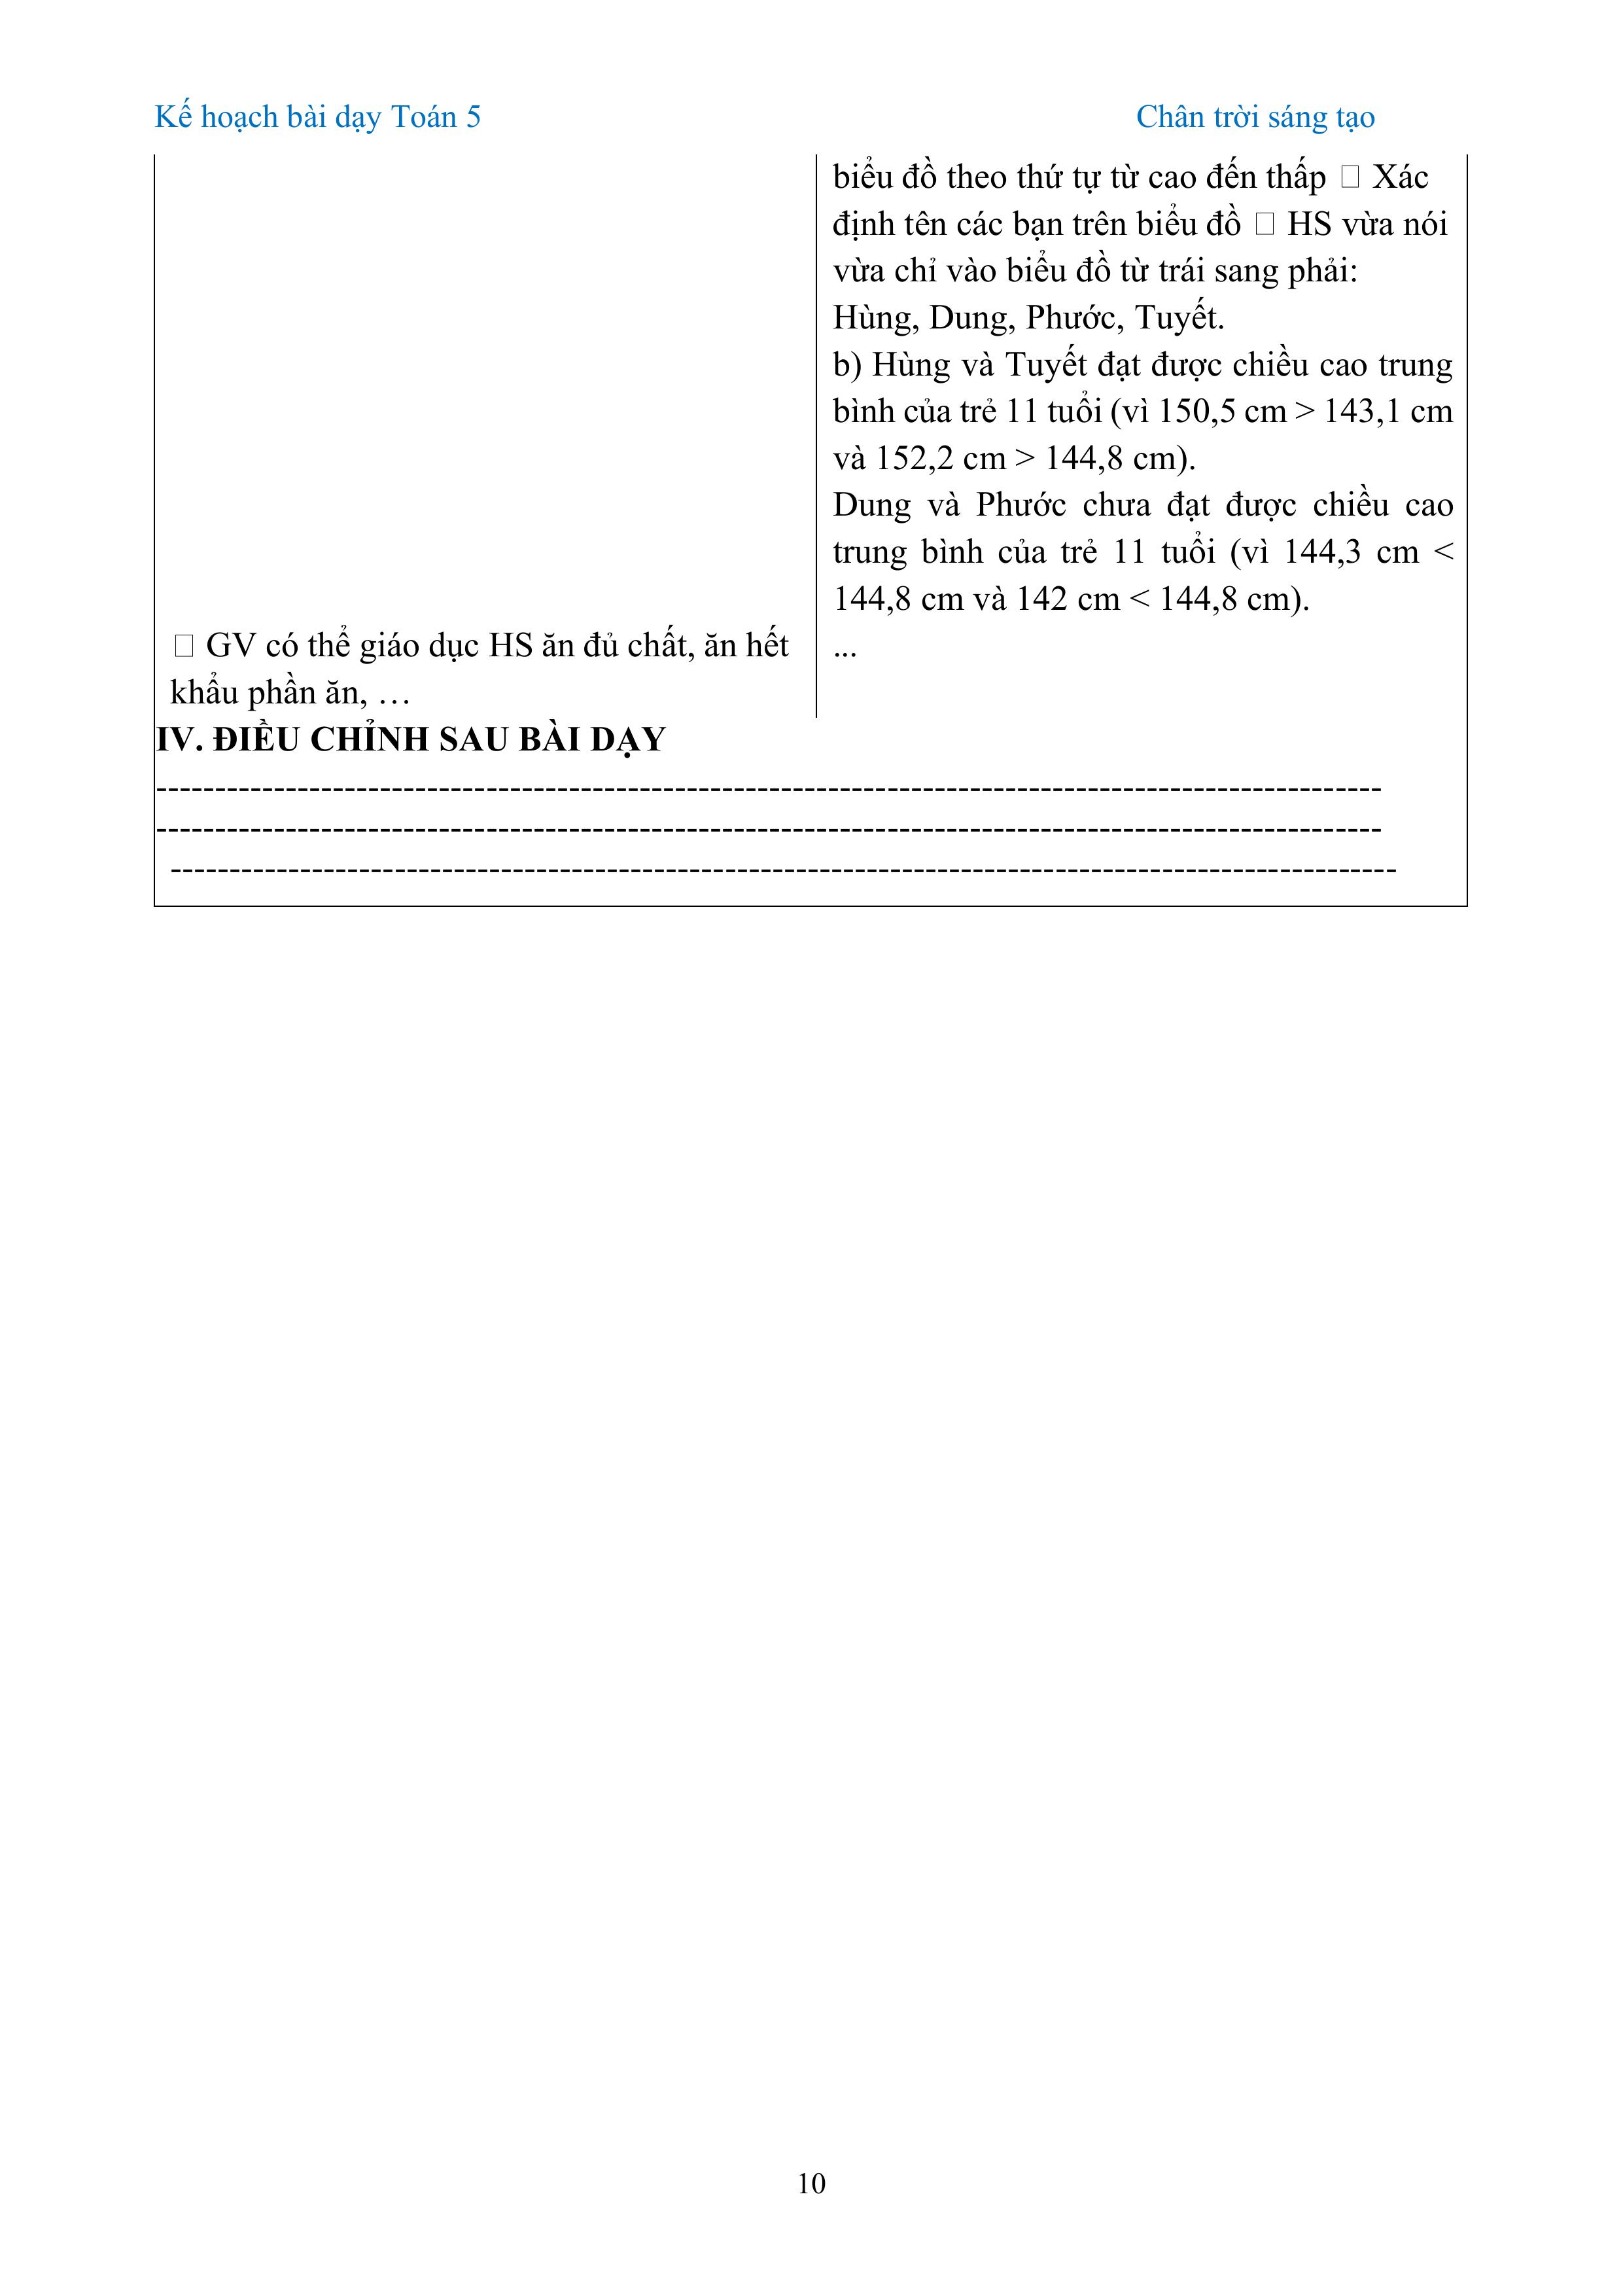 Kế hoạch bài dạy Toán 5 Chân trời sáng tạo
biểu đồ theo thứ tự từ cao đến thấp □ Xác
định tên các bạn trên biểu đồ □ HS vừa nói
vừa chỉ vào biểu đồ từ trái sang phải:
Hùng, Dung, Phước, Tuyết.
b) Hùng và Tuyết đạt được chiều cao trung
bình của trẻ 11 tuổi (vì 150,5 cm > 143,1 cm
và 152,2 cm > 144,8 cm).
Dung và Phước chưa đạt được chiều cao
trung bình của trẻ 11 tuổi (vì 144,3 cm <
144,8 cm và 142 cm < 144,8 cm).
...
□ GV có thể giáo dục HS ăn đủ chất, ăn hết
khẩu phần ăn, …
IV. ĐIỀU CHỈNH SAU BÀI DẠY
--------------------------------------------------------------------------------------------------------
--------------------------------------------------------------------------------------------------------
--------------------------------------------------------------------------------------------------------
10